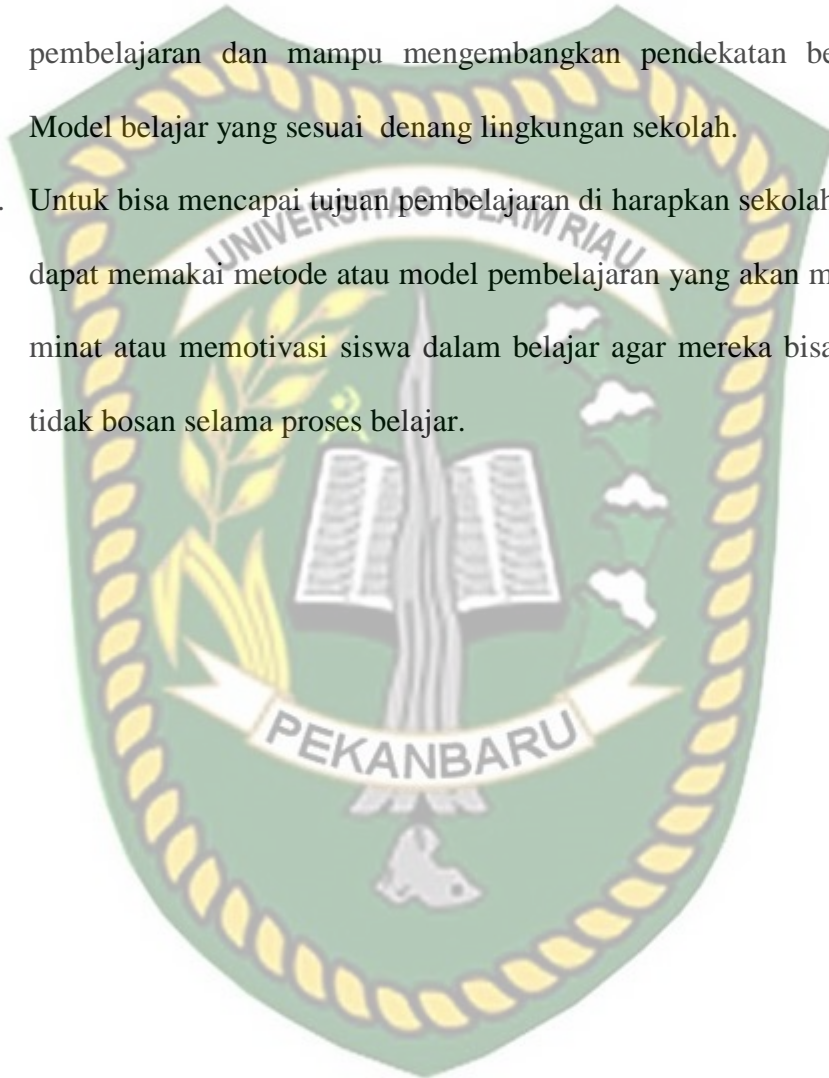 pembelajaran dan mampu mengembangkan pendekatan be
Model belajar yang sesuai denang lingkungan sekolah.
. Untuk bisa mencapai tujuan pembelajaran di harapkan sekolah
UNIVERSITAS ISLAM RIAU
dapat memakai metode atau model pembelajaran yang akan m
minat atau memotivasi siswa dalam belajar agar mereka bisa
tidak bosan selama proses belajar.
PEKANBARU